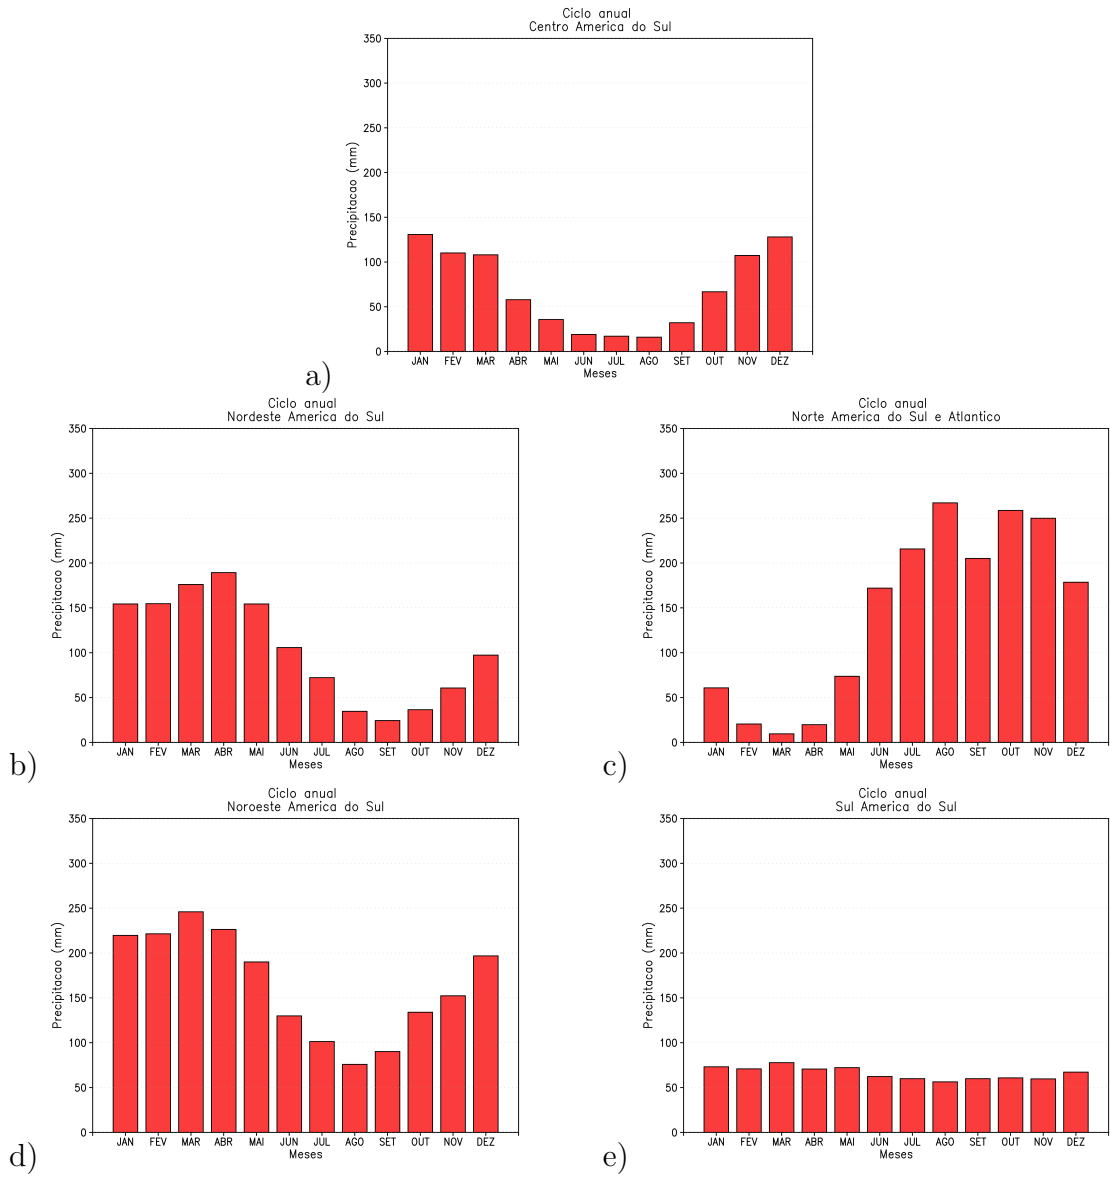 Ciclo anual
Centro America do Sul
350
300
250
200
150
100
50
0
Precipitacao (mm)
JAN FEV MAR ABR MAI JUN JUL AGO SET OUT NOV DEZ
Meses
a)
Ciclo anual
Nordeste America do Sul
350
300
250
200
150
100
50
0
Precipitacao (mm)
JAN FEV MAR ABR MAI JUN JUL AGO SET OUT NOV DEZ
Meses
b)
Ciclo anual
Norte America do Sul e Atlantico
350
300
250
200
150
100
50
0
Precipitacao (mm)
JAN FEV MAR ABR MAI JUN JUL AGO SET OUT NOV DEZ
Meses
c)
Ciclo anual
Noroeste America do Sul
350
300
250
200
150
100
50
0
Precipitacao (mm)
JAN FEV MAR ABR MAI JUN JUL AGO SET OUT NOV DEZ
Meses
d)
Ciclo anual
Sul America do Sul
350
300
250
200
150
100
50
0
Precipitacao (mm)
JAN FEV MAR ABR MAI JUN JUL AGO SET OUT NOV DEZ
Meses
e)